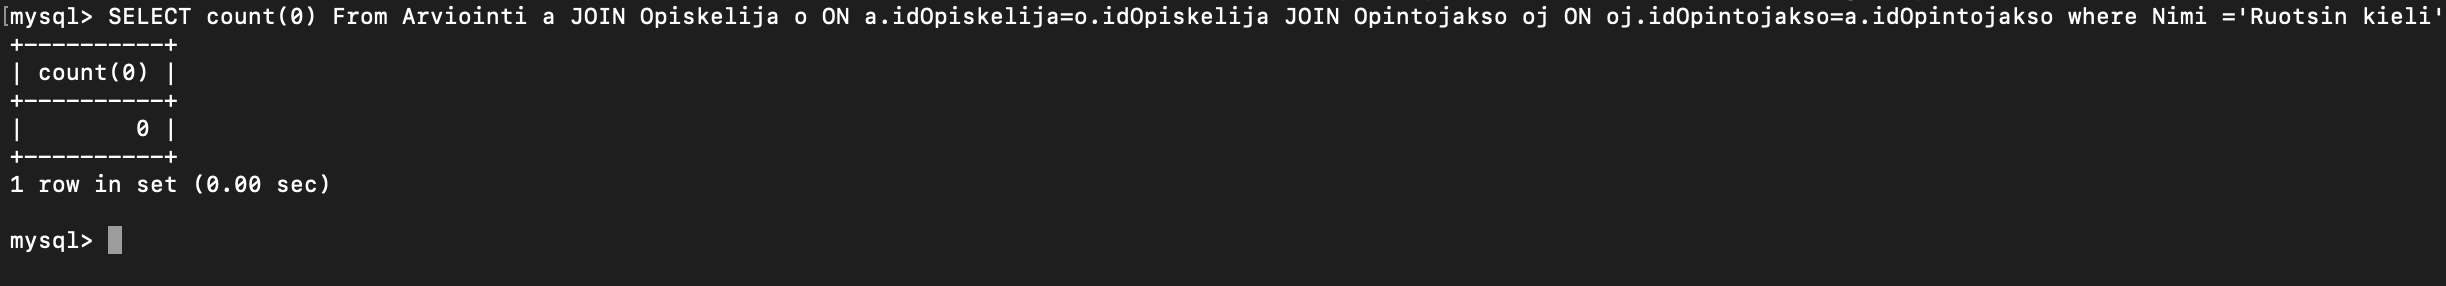 [mysql> SELECT count(0) From Arviointi a JOIN Opiskelija o ON a.idOpiskelija=o.idOpiskelija JOIN Opintojakso oj ON oj.idOpintojakso=a.idOpintojakso where Nimi ='Ruotsin kieli'
+----------+
| count(0) |
+----------+
|        0 |
+----------+
1 row in set (0.00 sec)
mysql>